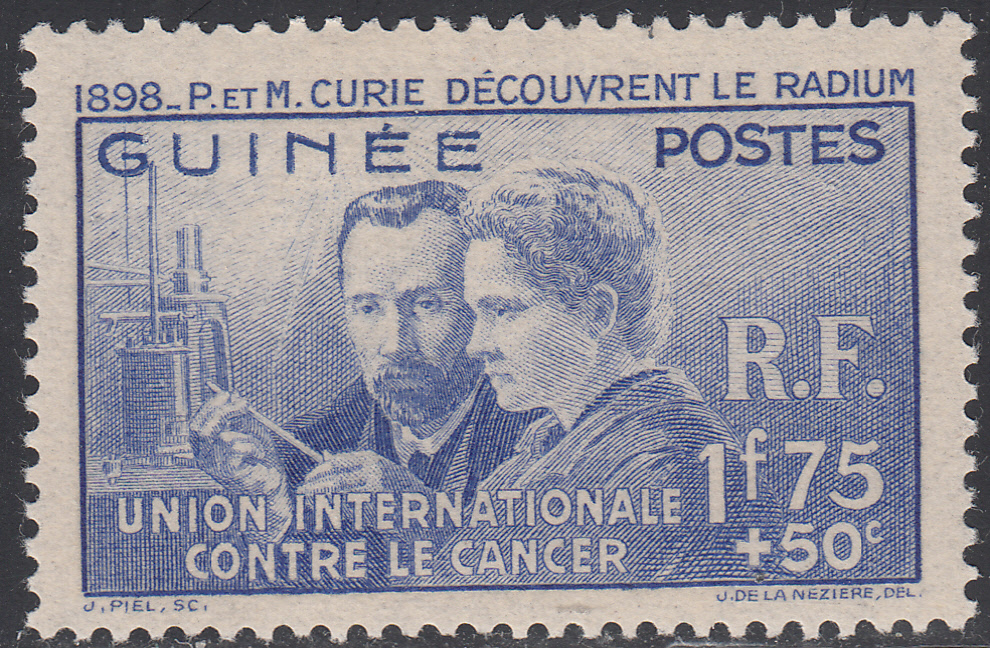 1898_P. ET M. CURIE DÉCOUVRENT LE RADIUM
GUINÉE POSTES
R.F.
1f75
+50c
UNION INTERNATIONALE
CONTRE LE CANCER
J. PIEL, SC.
J. DE LA NEZIERE, DEL.